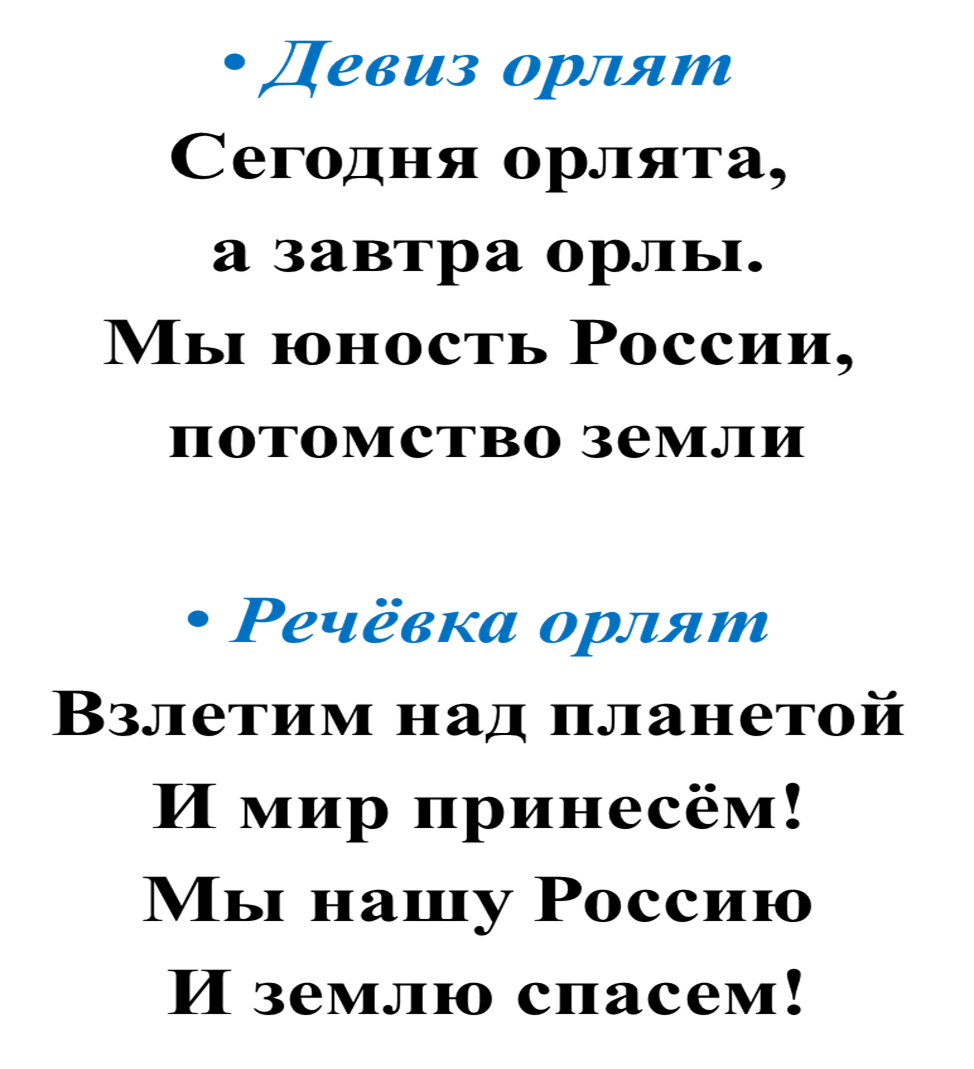 • Девиз орлят
Сегодня орлята,
а завтра орлы.
Мы юность России,
потомство земли
• Речёвка орлят
Взлетим над планетой
И мир принесём!
Мы нашу Россию
И землю спасем!